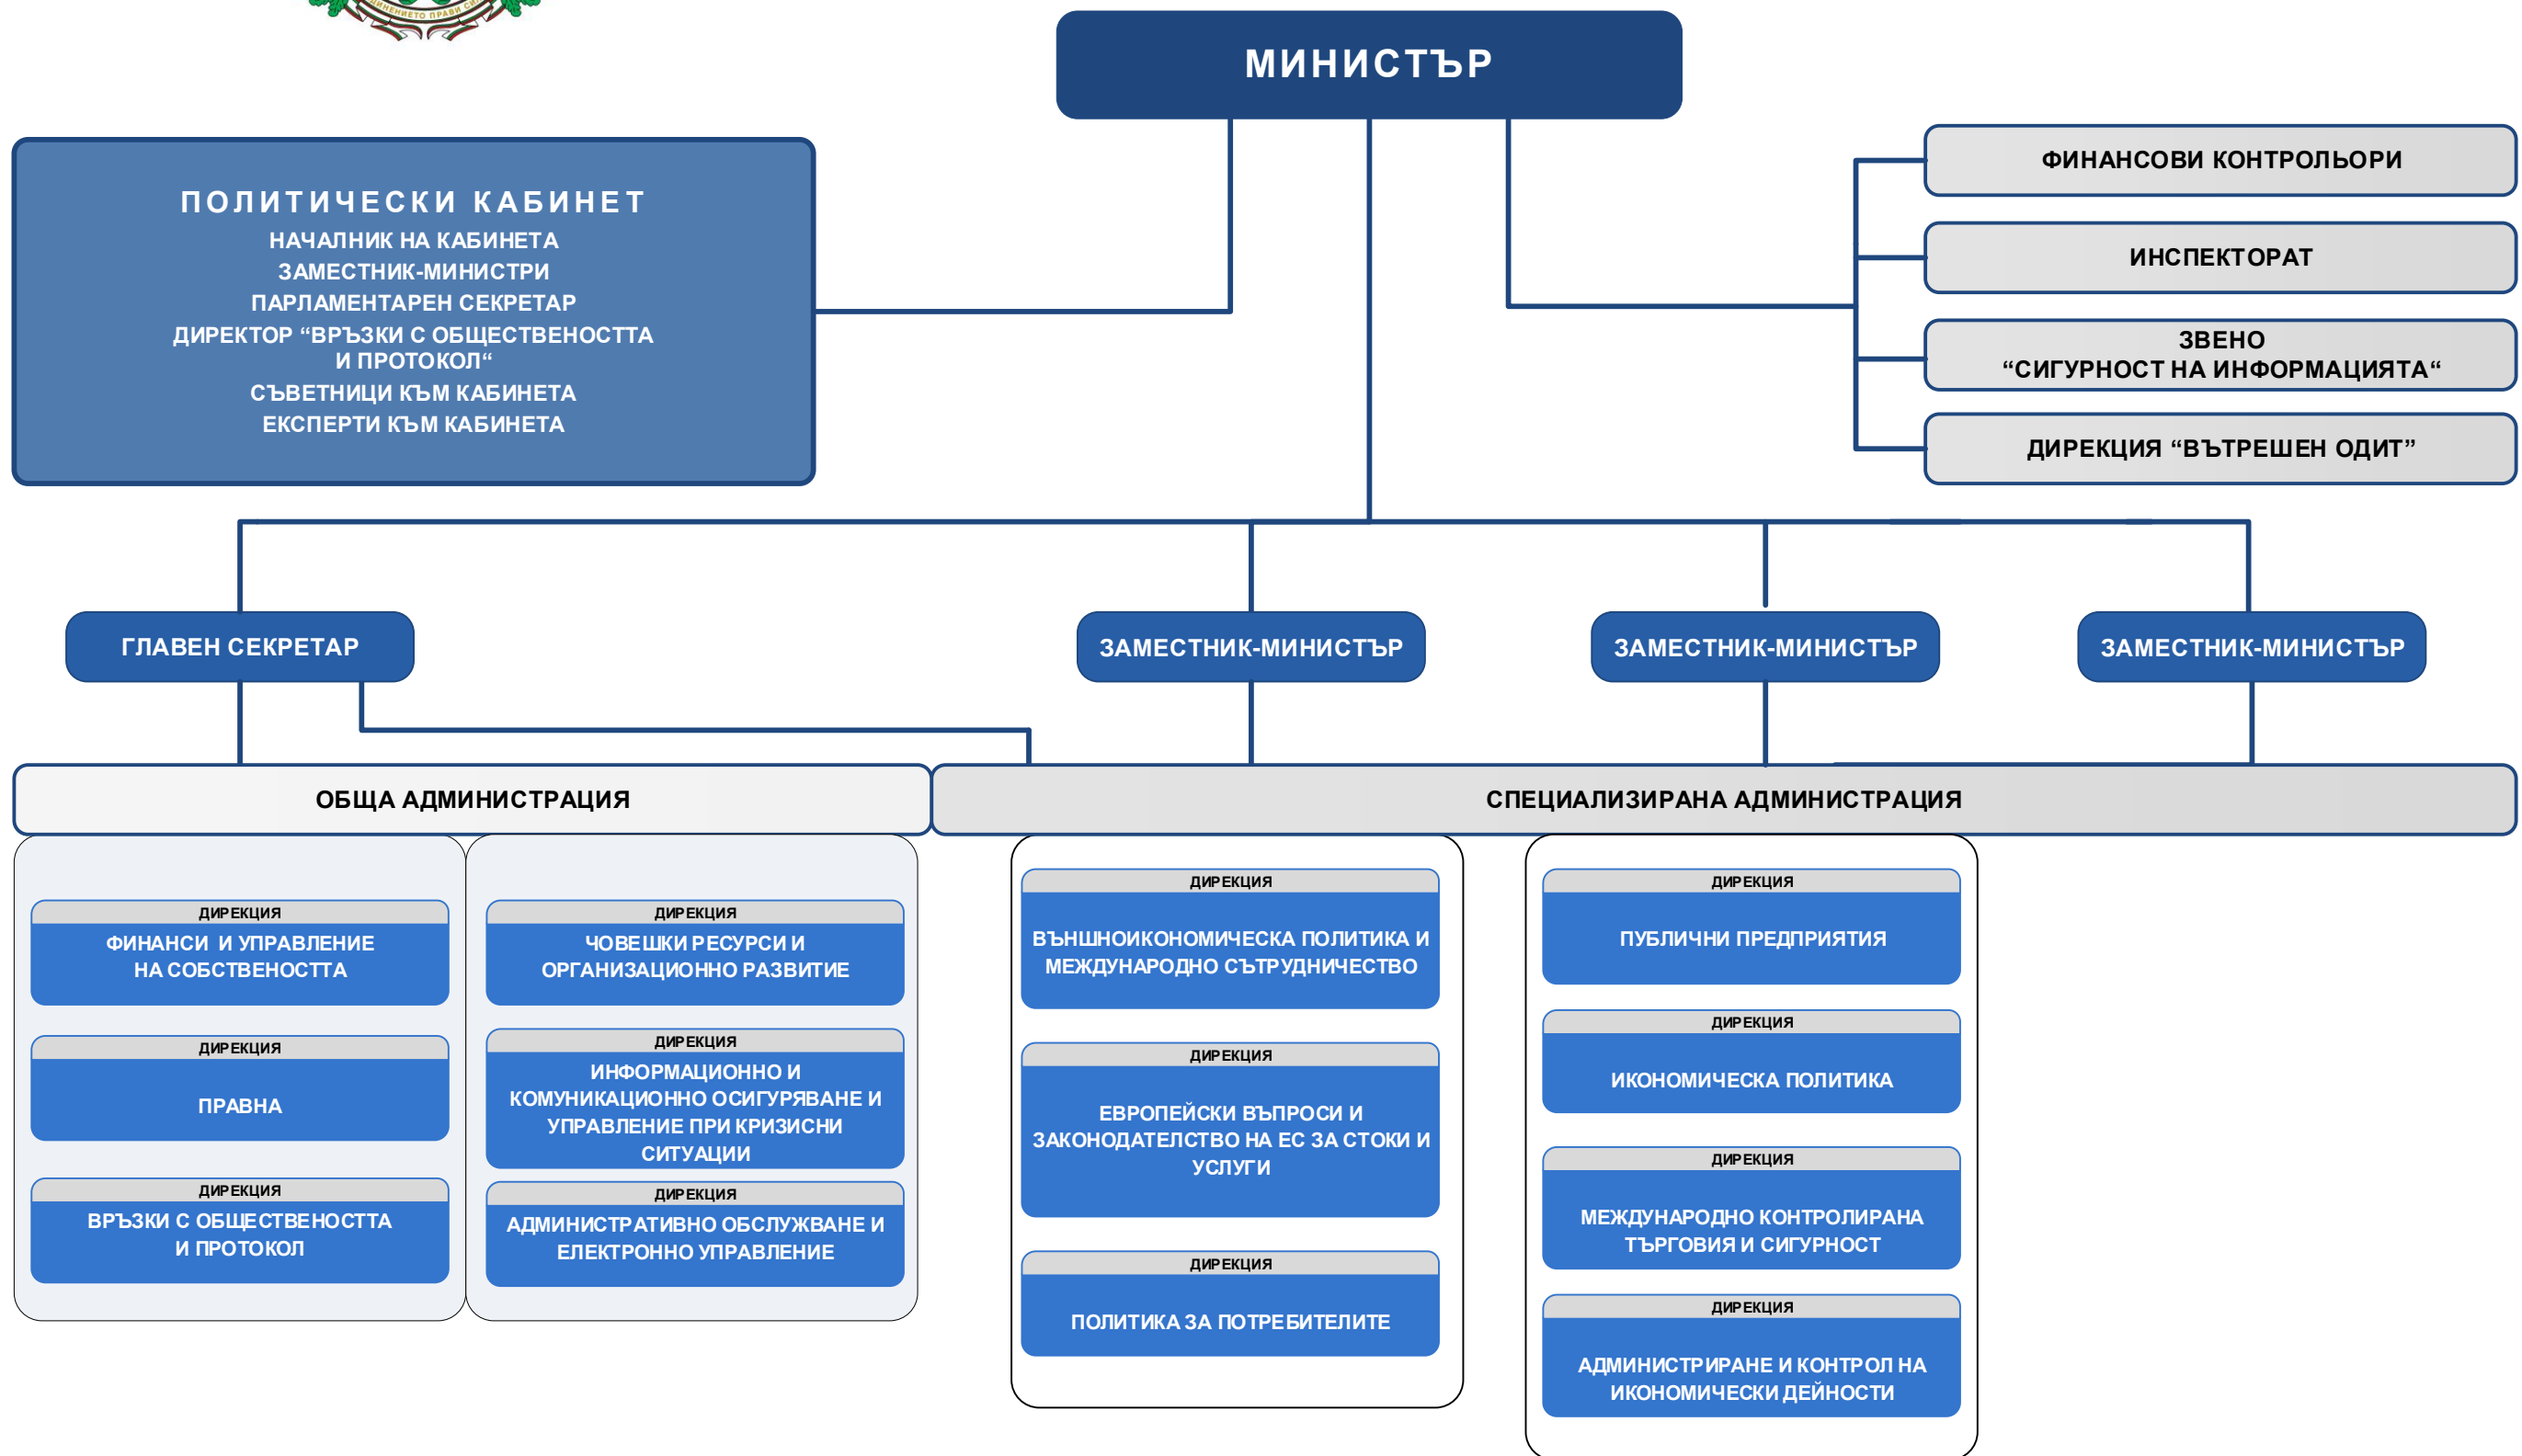 ДИНЕНИЕТО ПРАВИ СИ
МИНИСТЪР
ПОЛИТИЧЕСКИ КАБИНЕТ
НАЧАЛНИК НА КАБИНЕТА
ЗАМЕСТНИК-МИНИСТРИ
ПАРЛАМЕНТАРЕН СЕКРЕТАР
ДИРЕКТОР “ВРЪЗКИ С ОБЩЕСТВЕНОСТТА
И ПРОТОКОЛ“
СЪВЕТНИЦИ КЪМ КАБИНЕТА
ЕКСПЕРТИ КЪМ КАБИНЕТА
ФИНАНСОВИ КОНТРОЛЬОРИ
ИНСПЕКТОРАТ
ЗВЕНО
“СИГУРНОСТ НА ИНФОРМАЦИЯТА“
ДИРЕКЦИЯ “ВЪТРЕШЕН ОДИТ”
ГЛАВЕН СЕКРЕТАР
ЗАМЕСТНИК-МИНИСТЪР
ЗАМЕСТНИК-МИНИСТЪР
ЗАМЕСТНИК-МИНИСТЪР
ОБЩА АДМИНИСТРАЦИЯ
СПЕЦИАЛИЗИРАНА АДМИНИСТРАЦИЯ
ДИРЕКЦИЯ
ФИНАНСИ И УПРАВЛЕНИЕ
НА СОБСТВЕНОСТТА
ДИРЕКЦИЯ
ПРАВНА
ДИРЕКЦИЯ
ВРЪЗКИ С ОБЩЕСТВЕНОСТТА
И ПРОТОКОЛ
ДИРЕКЦИЯ
ЧОВЕШКИ РЕСУРСИ И
ОРГАНИЗАЦИОННО РАЗВИТИЕ
ДИРЕКЦИЯ
ИНФОРМАЦИОННО И
КОМУНИКАЦИОННО ОСИГУРЯВАНЕ И
УПРАВЛЕНИЕ ПРИ КРИЗИСНИ
СИТУАЦИИ
ДИРЕКЦИЯ
АДМИНИСТРАТИВНО ОБСЛУЖВАНЕ И
ЕЛЕКТРОННО УПРАВЛЕНИЕ
ДИРЕКЦИЯ
ВЪНШНОИКОНОМИЧЕСКА ПОЛИТИКА И
МЕЖДУНАРОДНО СЪТРУДНИЧЕСТВО
ДИРЕКЦИЯ
ЕВРОПЕЙСКИ ВЪПРОСИ И
ЗАКОНОДАТЕЛСТВО НА ЕС ЗА СТОКИ И
УСЛУГИ
ДИРЕКЦИЯ
ПОЛИТИКА ЗА ПОТРЕБИТЕЛИТЕ
ДИРЕКЦИЯ
ПУБЛИЧНИ ПРЕДПРИЯТИЯ
ДИРЕКЦИЯ
ИКОНОМИЧЕСКА ПОЛИТИКА
ДИРЕКЦИЯ
МЕЖДУНАРОДНО КОНТРОЛИРАНА
ТЪРГОВИЯ И СИГУРНОСТ
ДИРЕКЦИЯ
АДМИНИСТРИРАНЕ И КОНТРОЛ НА
ИКОНОМИЧЕСКИ ДЕЙНОСТИ